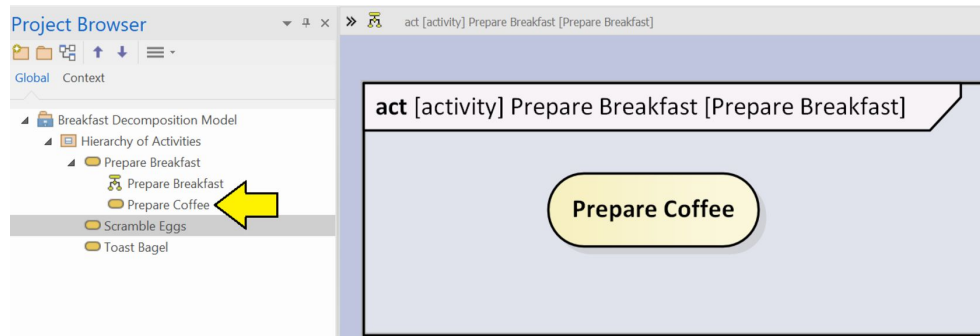 Project Browser
act [activity] Prepare Breakfast [Prepare Breakfast]
Global Context
Breakfast Decomposition Model
Hierarchy of Activities
Prepare Breakfast
Prepare Breakfast
Prepare Coffee
Scramble Eggs
Toast Bagel
act [activity] Prepare Breakfast [Prepare Breakfast]
Prepare Coffee